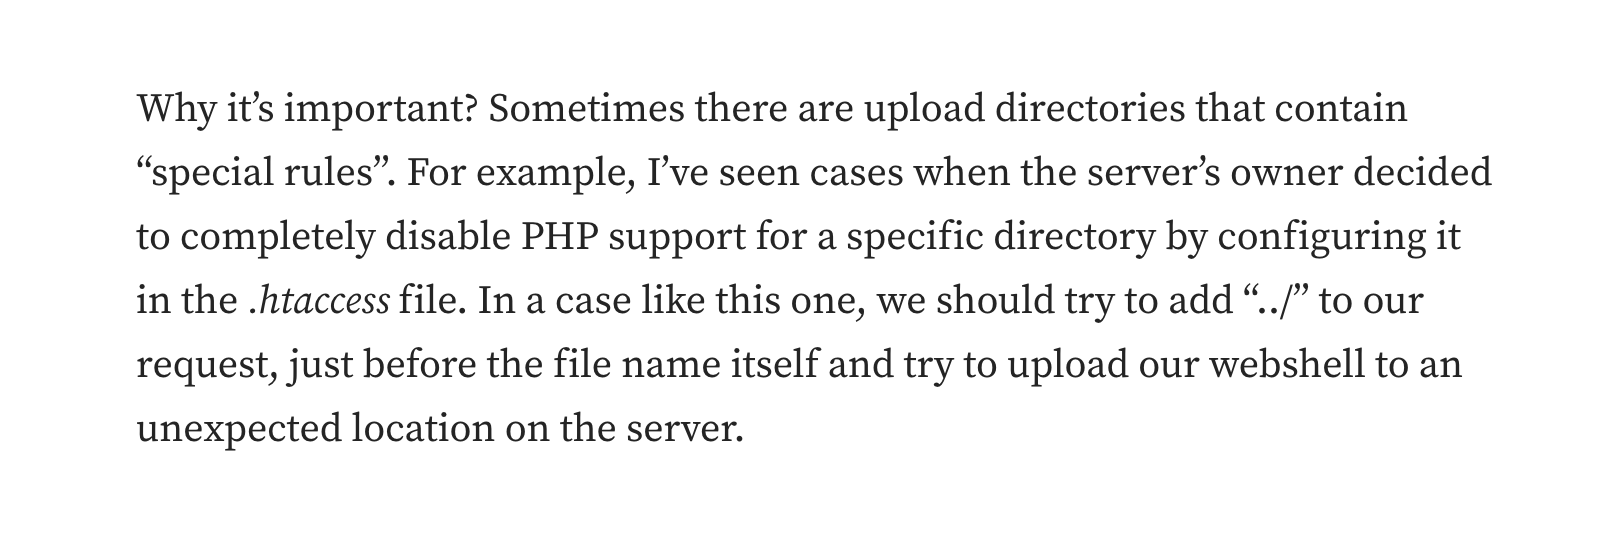 Why it’s important? Sometimes there are upload directories that contain
“special rules”. For example, I’ve seen cases when the server’s owner decided
to completely disable PHP support for a specific directory by configuring it
in the .htaccess file. In a case like this one, we should try to add “../” to our
request, just before the file name itself and try to upload our webshell to an
unexpected location on the server.